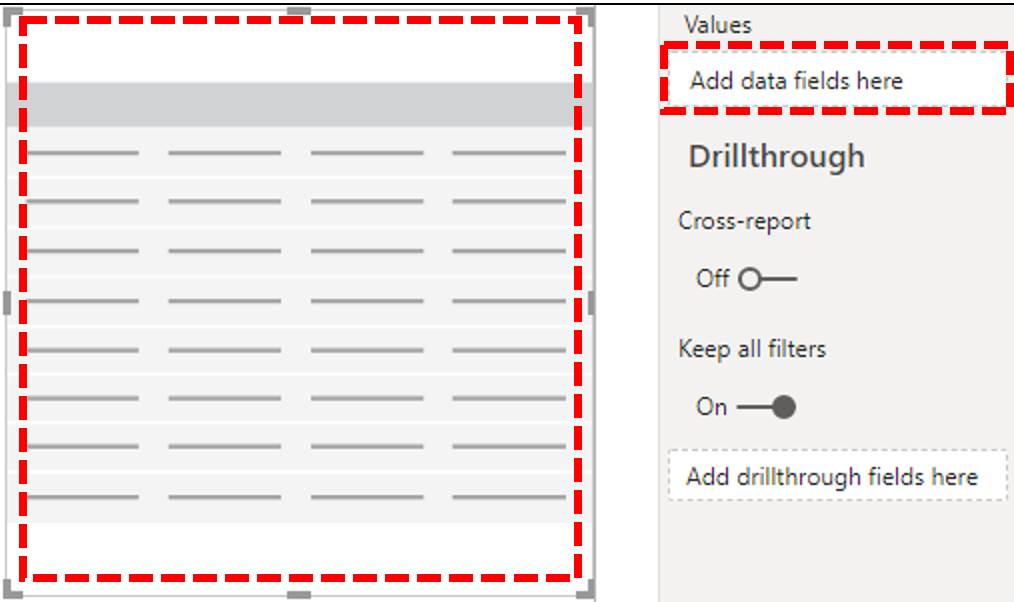 Values
Add data fields here
Drillthrough
Cross-report
Off
Keep all filters
On
Add drillthrough fields here